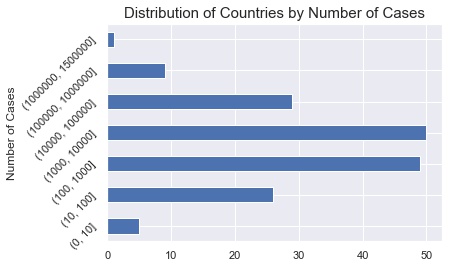 Distribution of Countries by Number of Cases
Number of Cases
(1000000, 1500000]
(100000, 1000000]
(10000, 100000]
(1000, 10000]
(100, 1000]
(10, 100]
(0, 10]
0 10 20 30 40 50